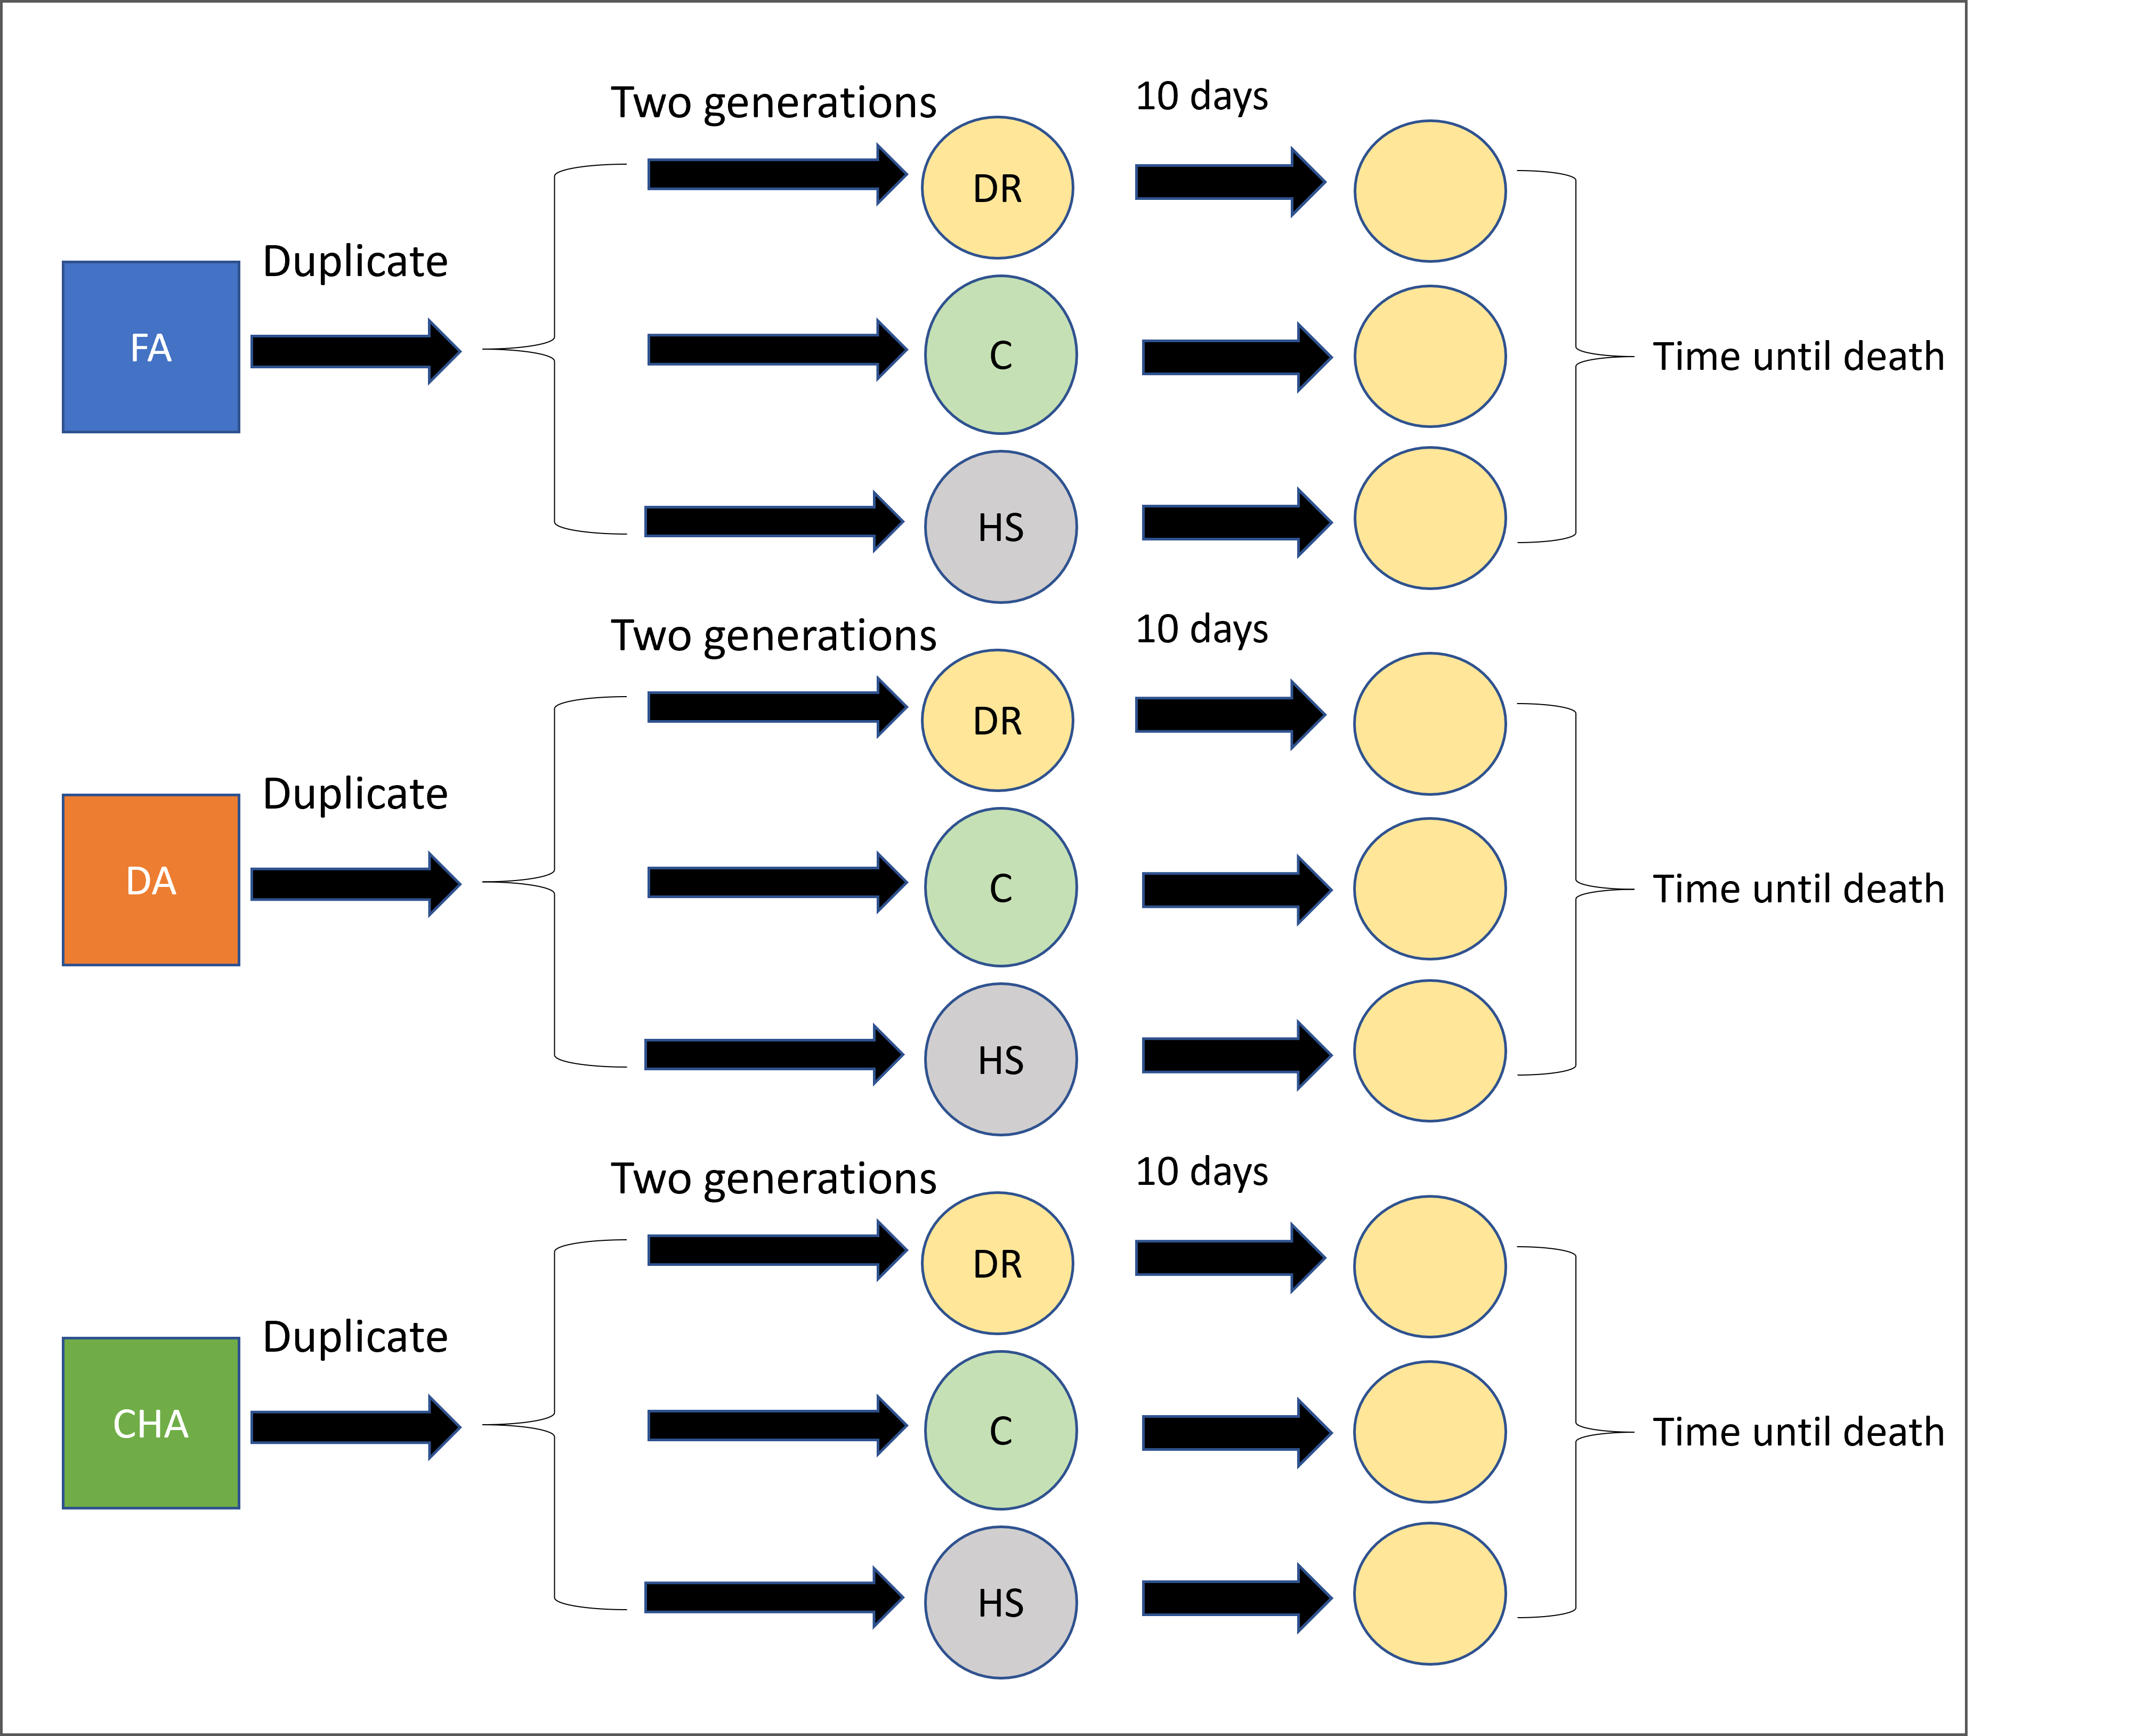 Two generations
10 days
DR
Duplicate
FA
C
Time until death
HS
Two generations
10 days
DR
Duplicate
DA
C
Time until death
HS
Two generations
10 days
DR
Duplicate
CHA
C
Time until death
HS